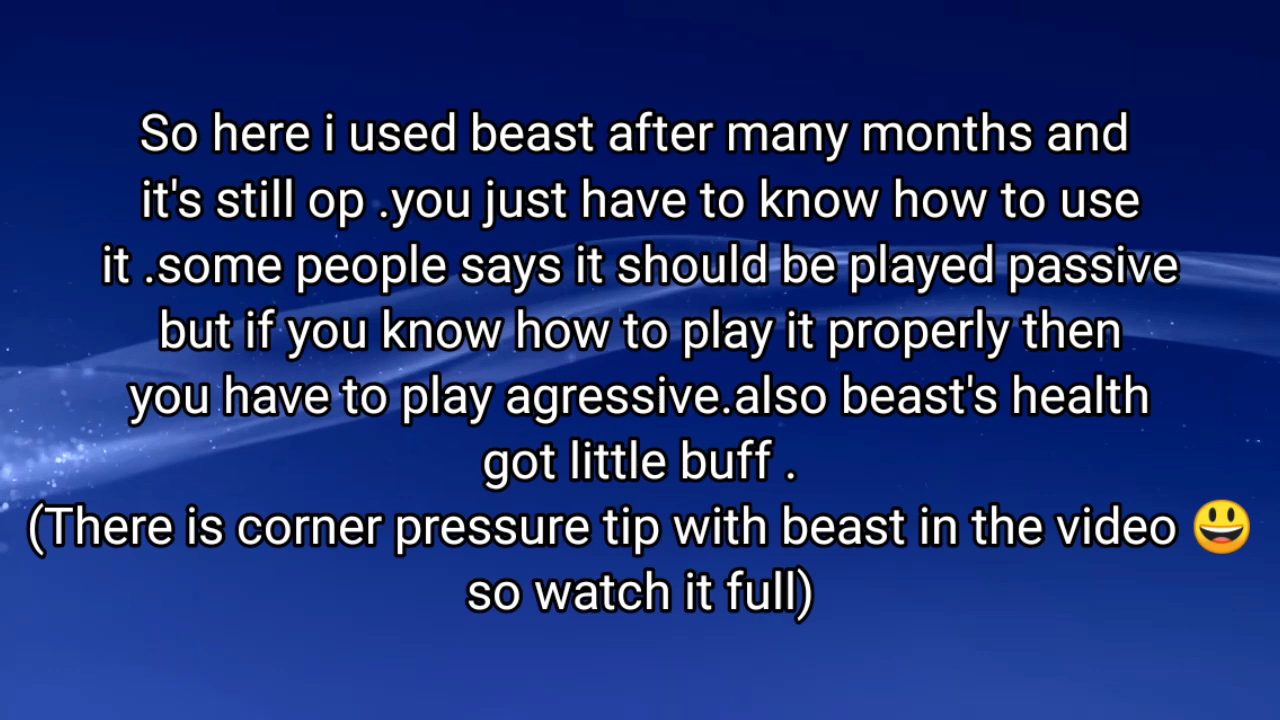 So here i used beast after many months and
it's still op .you just have to know how to use
it .some people says it should be played passive
but if you know how to play it properly then
you have to play agressive.also beast's health
got little buff .
(There is corner pressure tip with beast in the video 😃
so watch it full)